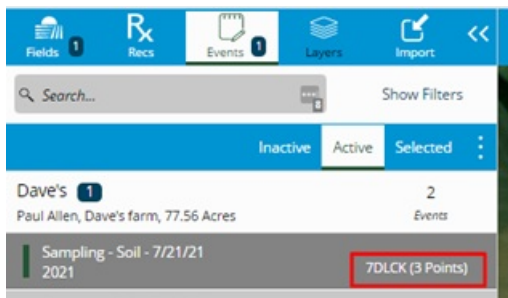 Fields 1 Rx Recs Events 1 Layers Import <<
Search... Show Filters
Inactive Active Selected
Dave's 1 2
Paul Allen, Dave's farm, 77.56 Acres Events
Sampling - Soil - 7/21/21
2021 7DLCK (3 Points)